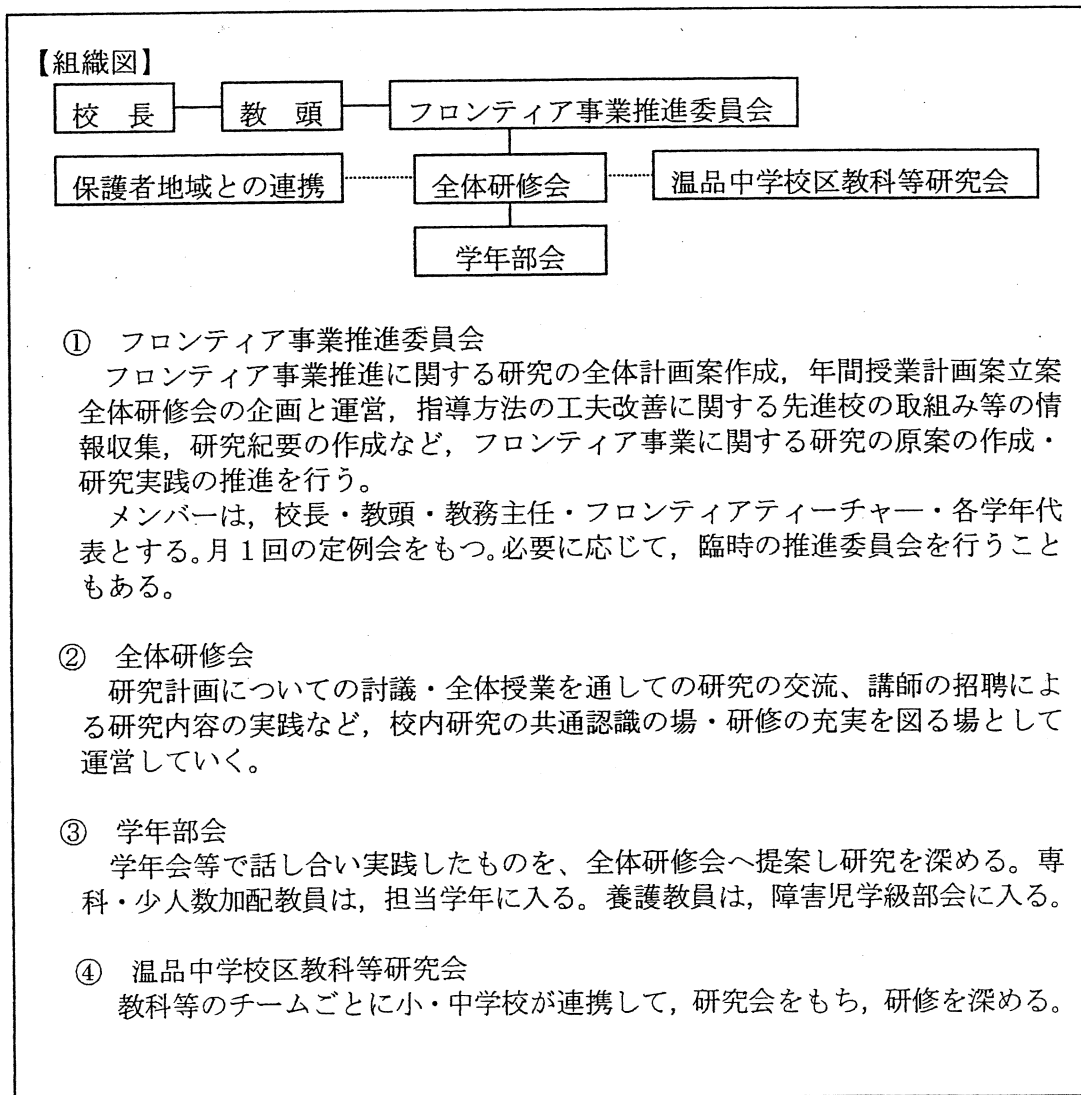 【組織図】
校　長　教　頭　フロンティア事業推進委員会
保護者地域との連携　全体研修会　温品中学校区教科等研究会
学年部会
①　フロンティア事業推進委員会
フロンティア事業推進に関する研究の全体計画案作成，年間授業計画案立案
全体研修会の企画と運営，指導方法の工夫改善に関する先進校の取組み等の情
報収集，研究紀要の作成など，フロンティア事業に関する研究の原案の作成・
研究実践の推進を行う。
メンバーは，校長・教頭・教務主任・フロンティアティーチャー・各学年代
表とする。月１回の定例会をもつ。必要に応じて，臨時の推進委員会を行うこと
もある。
②　全体研修会
研究計画についての討議・全体授業を通しての研究の交流、講師の招聘によ
る研究内容の実践など，校内研究の共通認識の場・研修の充実を図る場として
運営していく。
③　学年部会
学年会等で話し合い実践したものを、全体研修会へ提案し研究を深める。専
科・少人数加配教員は，担当学年に入る。養護教員は，障害児学級部会に入る。
④　温品中学校区教科等研究会
教科等のチームごとに小・中学校が連携して，研究会をもち，研修を深める。